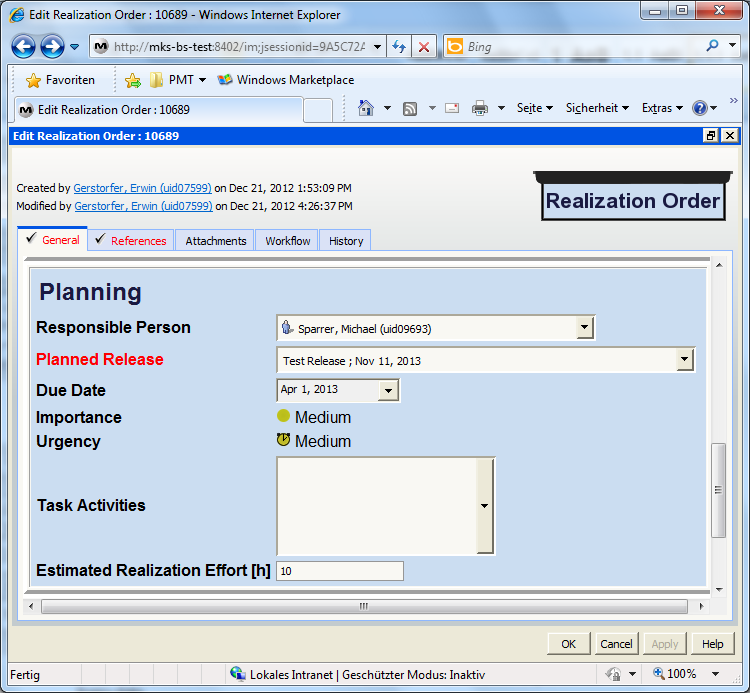 Edit Realization Order : 10689 - Windows Internet Explorer
http://mks-bs-test:8402/im;jsessionid=9A5C72A
Bing
Favoriten
PMT
Windows Marketplace
Edit Realization Order : 10689
Seite
Sicherheit
Extras
Edit Realization Order : 10689
Created by Gerstorfer, Erwin (uid07599) on Dec 21, 2012 1:53:09 PM
Modified by Gerstorfer, Erwin (uid07599) on Dec 21, 2012 4:26:37 PM
Realization Order
General
References
Attachments
Workflow
History
Planning
Responsible Person
Sparrer, Michael (uid09693)
Planned Release
Test Release ; Nov 11, 2013
Due Date
Apr 1, 2013
Importance
Medium
Urgency
Medium
Task Activities
Estimated Realization Effort [h]
10
OK
Cancel
Apply
Help
Fertig
Lokales Intranet | Geschützter Modus: Inaktiv
100%